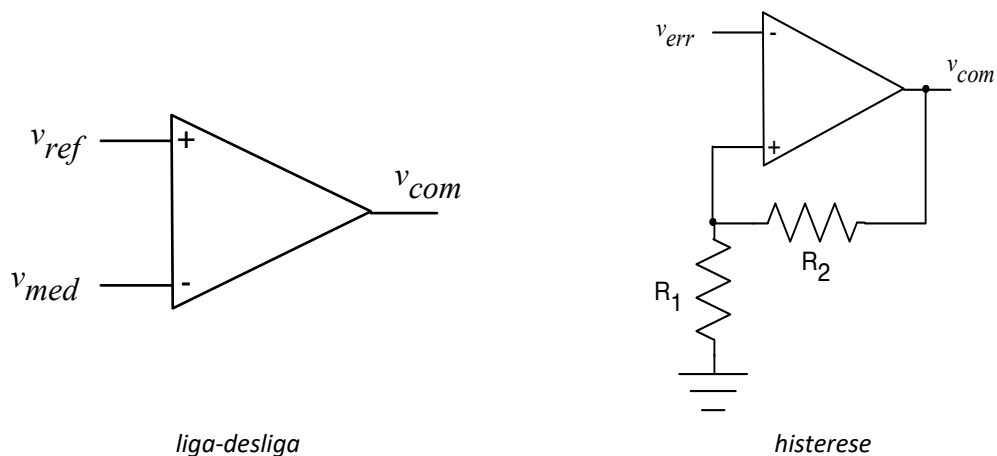 v_ref
+
v_com
v_med
-
liga-desliga
v_err
-
v_com
+
R_2
R_1
histerese